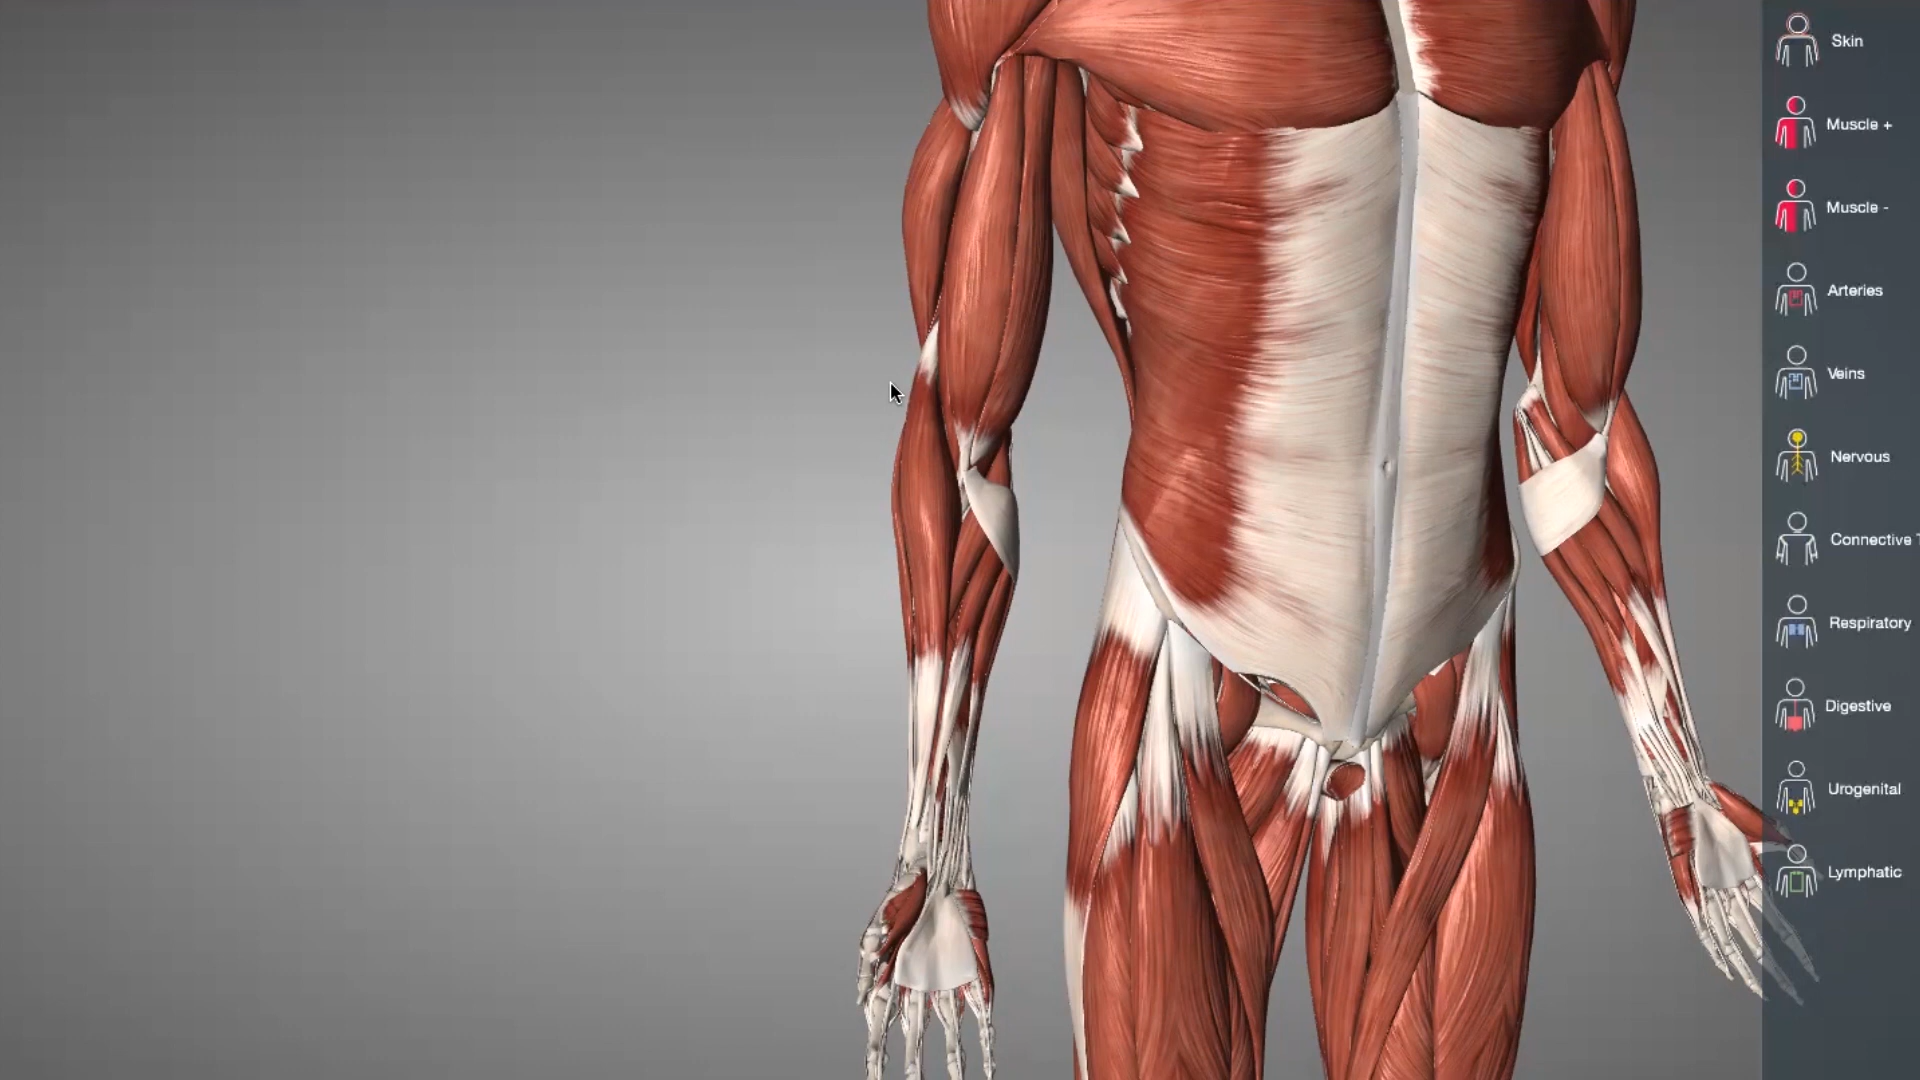 Skin
Muscle +
Muscle -
Arteries
Veins
Nervous
Connective
Respiratory
Digestive
Urogenital
Lymphatic